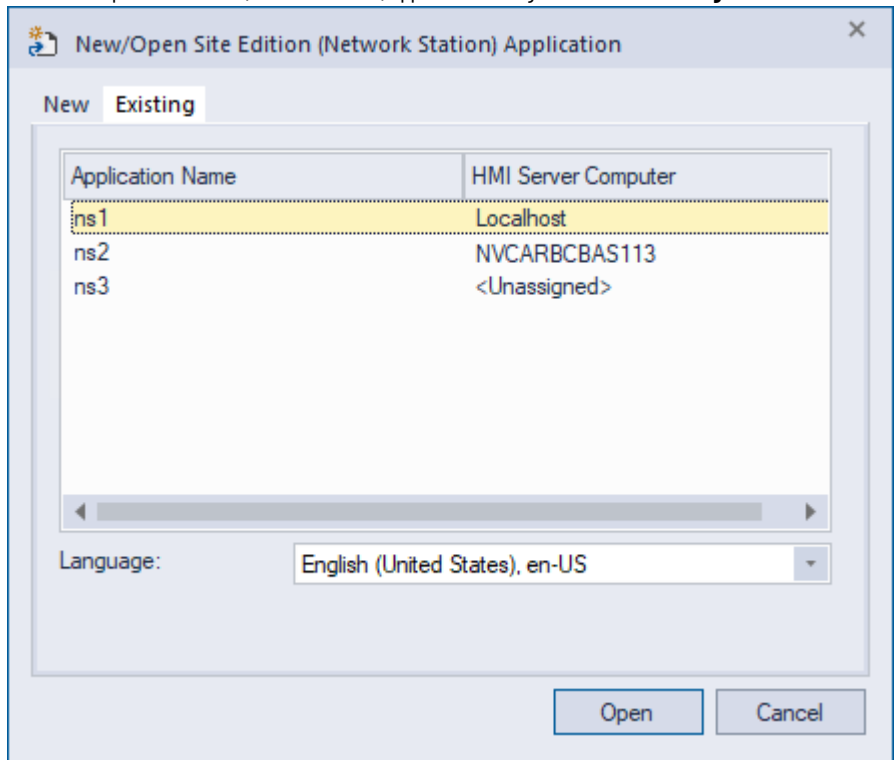 New/Open Site Edition (Network Station) Application
New Existing
Application Name HMI Server Computer
ns1 Localhost
ns2 NVCARBCBAS113
ns3 <Unassigned>
Language: English (United States), en-US
Open Cancel